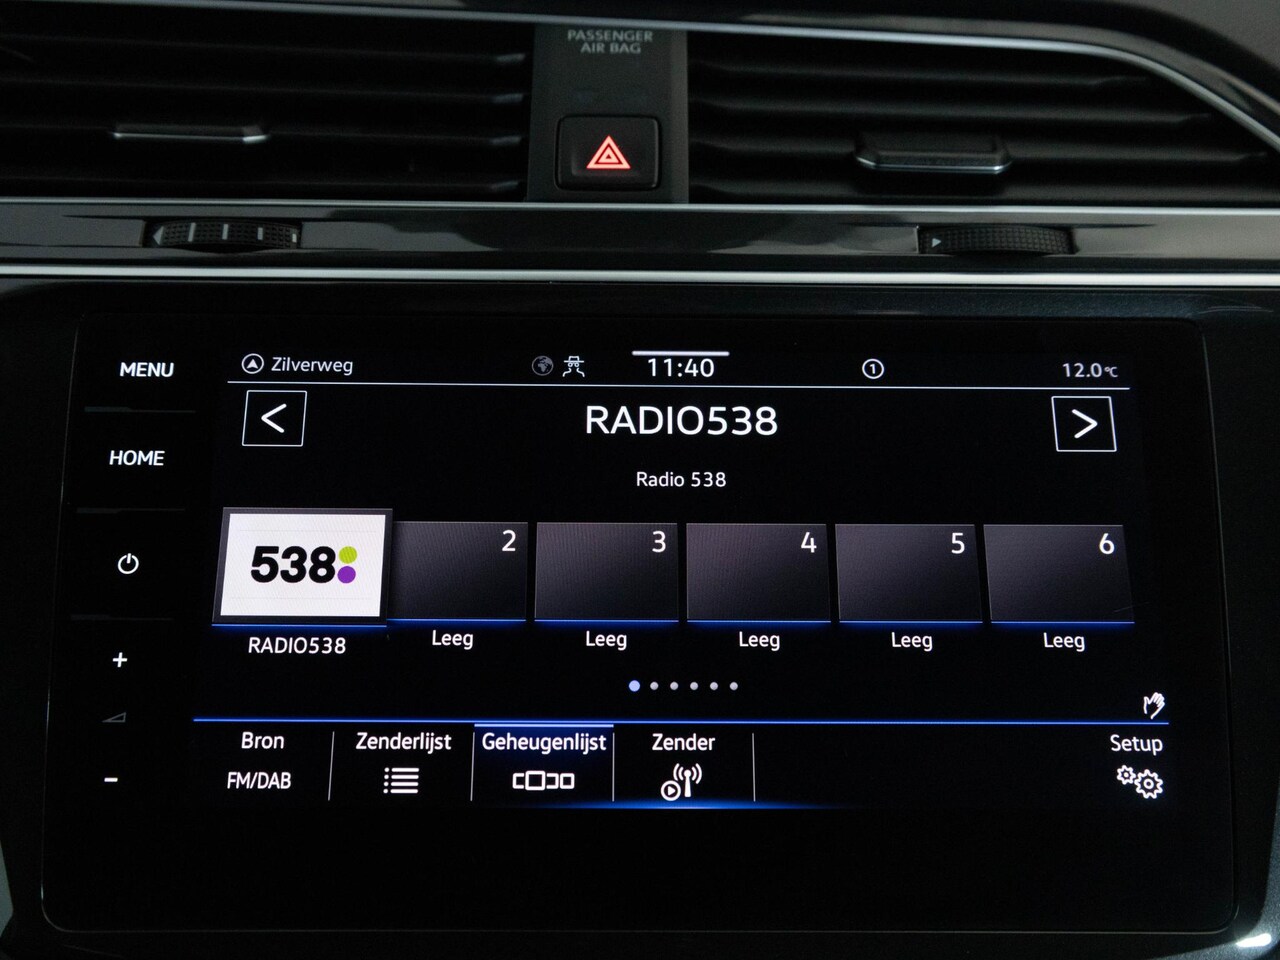 PASSENGER
AIR BAG
MENU
HOME
Zilverweg
11:40
1
12.0°C
< RADIO538 >
Radio 538
538 2 3 4 5 6
RADIO538 Leeg Leeg Leeg Leeg Leeg
+
-
Bron Zenderlijst Geheugenlijst Zender Setup
FM/DAB